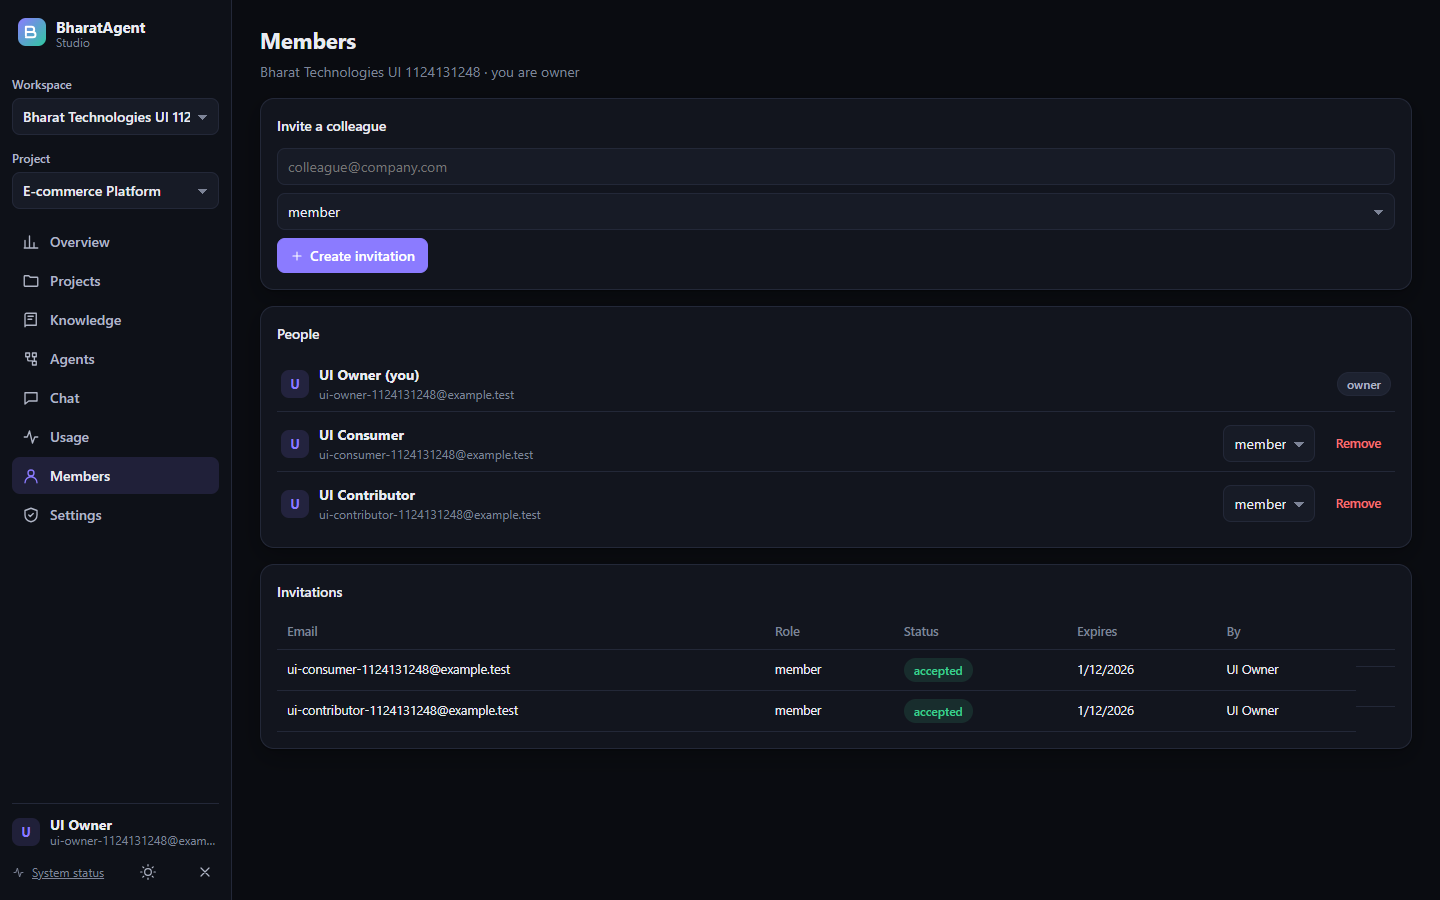 BharatAgent
Studio
Workspace
Bharat Technologies UI 112
Project
E-commerce Platform
Overview
Projects
Knowledge
Agents
Chat
Usage
Members
Settings
U
UI Owner
ui-owner-1124131248@exam...
System status
Members
Bharat Technologies UI 1124131248 · you are owner
Invite a colleague
colleague@company.com
member
+ Create invitation
People
U
UI Owner (you)
ui-owner-1124131248@example.test
owner
U
UI Consumer
ui-consumer-1124131248@example.test
member
Remove
U
UI Contributor
ui-contributor-1124131248@example.test
member
Remove
Invitations
Email Role Status Expires By
ui-consumer-1124131248@example.test member accepted 1/12/2026 UI Owner
ui-contributor-1124131248@example.test member accepted 1/12/2026 UI Owner